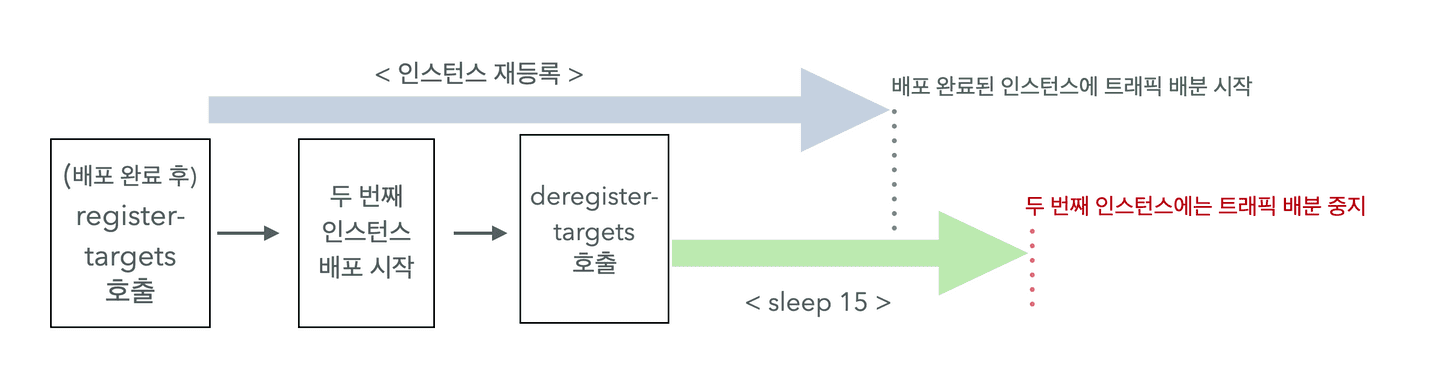 < 인스턴스 재등록 >
배포 완료된 인스턴스에 트래픽 배분 시작
(배포 완료 후)
register-
targets
호출
두 번째
인스턴스
배포 시작
deregister-
targets
호출
두 번째 인스턴스에는 트래픽 배분 중지
< sleep 15 >